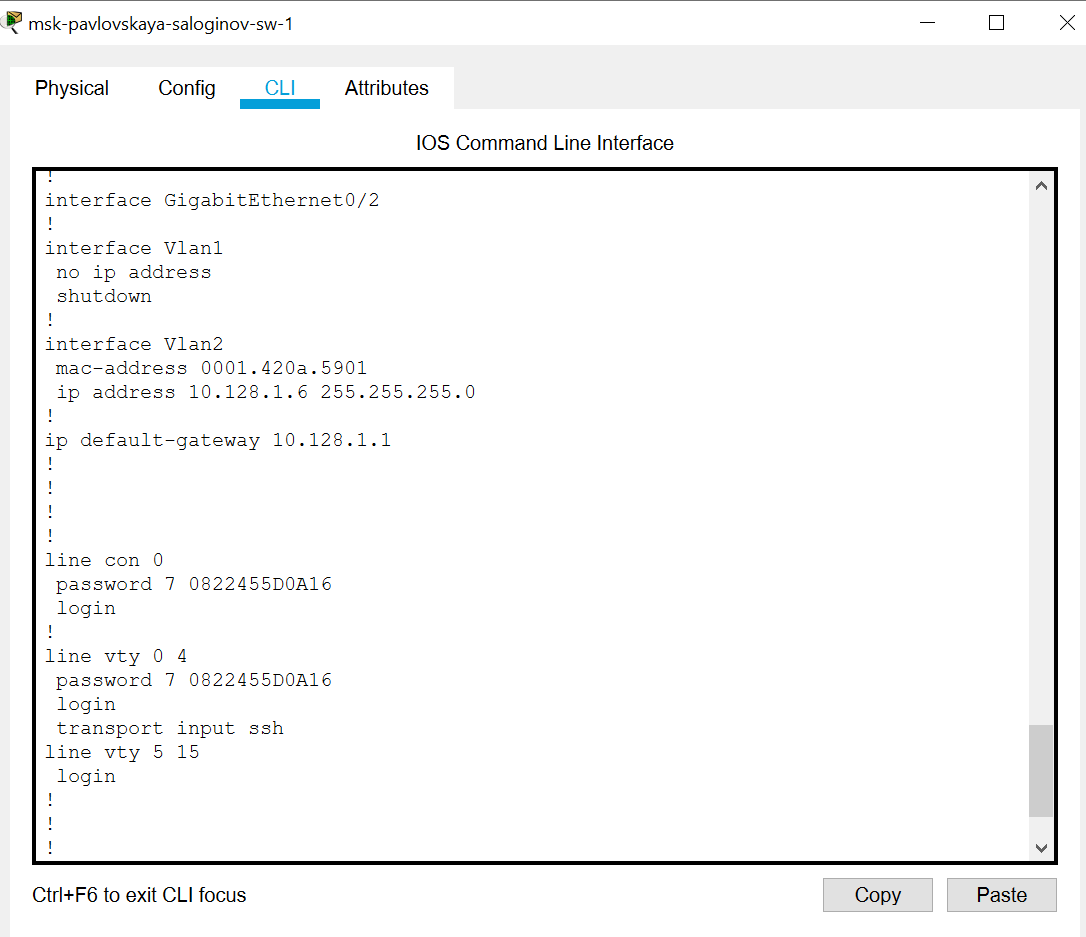 msk-pavlovskaya-saloginov-sw-1
Physical Config CLI Attributes
IOS Command Line Interface
!
interface GigabitEthernet0/2
!
interface Vlan1
 no ip address
 shutdown
!
interface Vlan2
 mac-address 0001.420a.5901
 ip address 10.128.1.6 255.255.255.0
!
ip default-gateway 10.128.1.1
!
!
!
!
line con 0
 password 7 0822455D0A16
 login
!
line vty 0 4
 password 7 0822455D0A16
 login
 transport input ssh
line vty 5 15
 login
!
!
!
Ctrl+F6 to exit CLI focus
Copy Paste